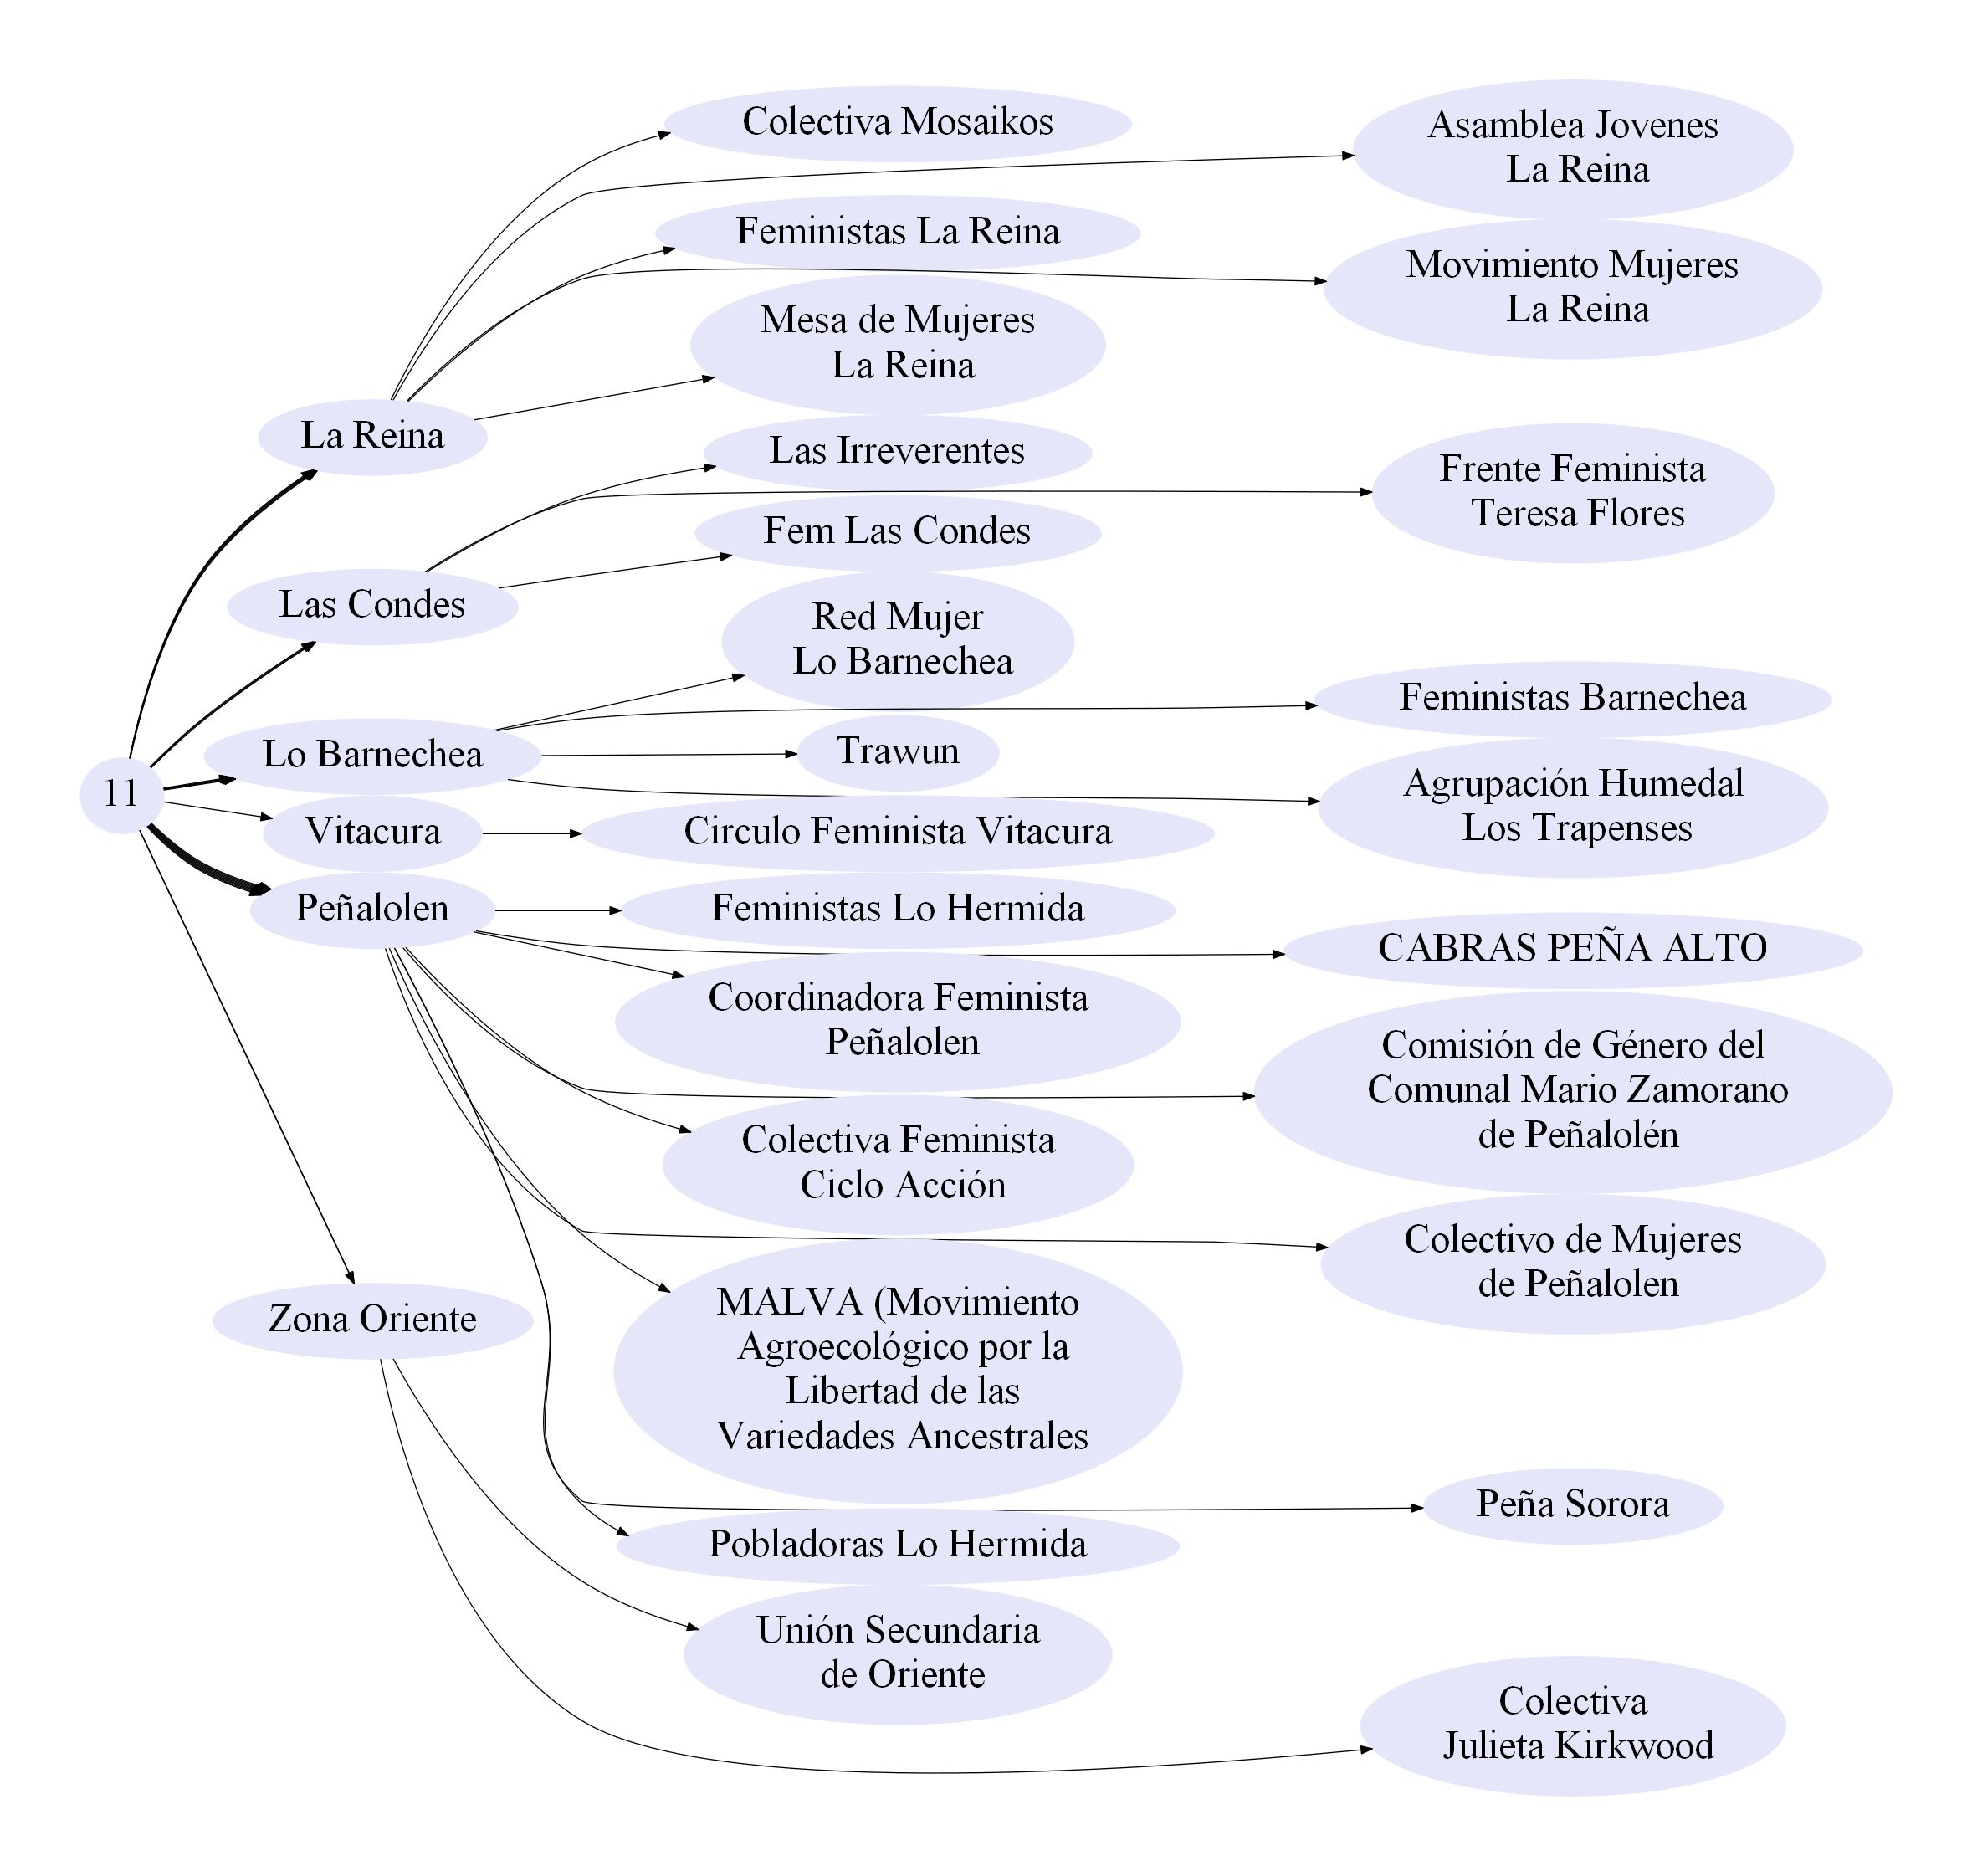 11
La Reina
Las Condes
Lo Barnechea
Vitacura
Peñalolen
Zona Oriente
Colectiva Mosaikos
Feministas La Reina
Mesa de Mujeres
La Reina
Las Irreverentes
Fem Las Condes
Red Mujer
Lo Barnechea
Trawun
Circulo Feminista Vitacura
Feministas Lo Hermida
Coordinadora Feminista
Peñalolen
Colectiva Feminista
Ciclo Acción
MALVA (Movimiento
Agroecológico por la
Libertad de las
Variedades Ancestrales
Pobladoras Lo Hermida
Unión Secundaria
de Oriente
Asamblea Jovenes
La Reina
Movimiento Mujeres
La Reina
Frente Feminista
Teresa Flores
Feministas Barnechea
Agrupación Humedal
Los Trapenses
CABRAS PEÑA ALTO
Comisión de Género del
Comunal Mario Zamorano
de Peñalolén
Colectivo de Mujeres
de Peñalolen
Peña Sorora
Colectiva
Julieta Kirkwood